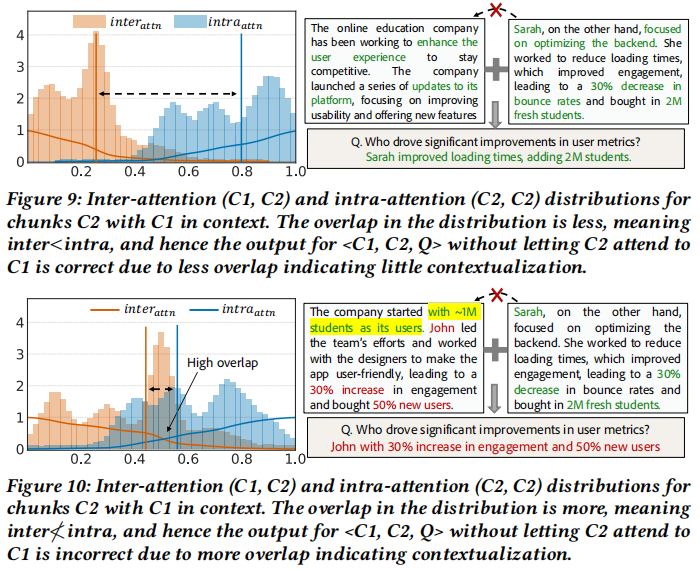 inter_attn intra_attn
4
3
2
1
0
0.2 0.4 0.6 0.8 1.0
The online education company
has been working to enhance the
user experience to stay
competitive. The company
launched a series of updates to its
platform, focusing on improving
usability and offering new features
Sarah, on the other hand, focused
on optimizing the backend. She
worked to reduce loading times,
which improved engagement,
leading to a 30% decrease in
bounce rates and bought in 2M
fresh students.
Q. Who drove significant improvements in user metrics?
Sarah improved loading times, adding 2M students.
Figure 9: Inter-attention (C1, C2) and intra-attention (C2, C2) distributions for
chunks C2 with C1 in context. The overlap in the distribution is less, meaning
inter<intra, and hence the output for <C1, C2, Q> without letting C2 attend to
C1 is correct due to less overlap indicating little contextualization.
inter_attn intra_attn
High overlap
4
3
2
1
0
0.2 0.4 0.6 0.8 1.0
The company started with ~1M
students as its users. John led
the team's efforts and worked
with the designers to make the
app user-friendly, leading to a
30% increase in engagement
and bought 50% new users.
Sarah, on the other hand,
focused on optimizing the
backend. She worked to reduce
loading times, which improved
engagement, leading to a 30%
decrease in bounce rates and
bought in 2M fresh students.
Q. Who drove significant improvements in user metrics?
John with 30% increase in engagement and 50% new users
Figure 10: Inter-attention (C1, C2) and intra-attention (C2, C2) distributions for
chunks C2 with C1 in context. The overlap in the distribution is more, meaning
inter≮intra, and hence the output for <C1, C2, Q> without letting C2 attend to
C1 is incorrect due to more overlap indicating contextualization.